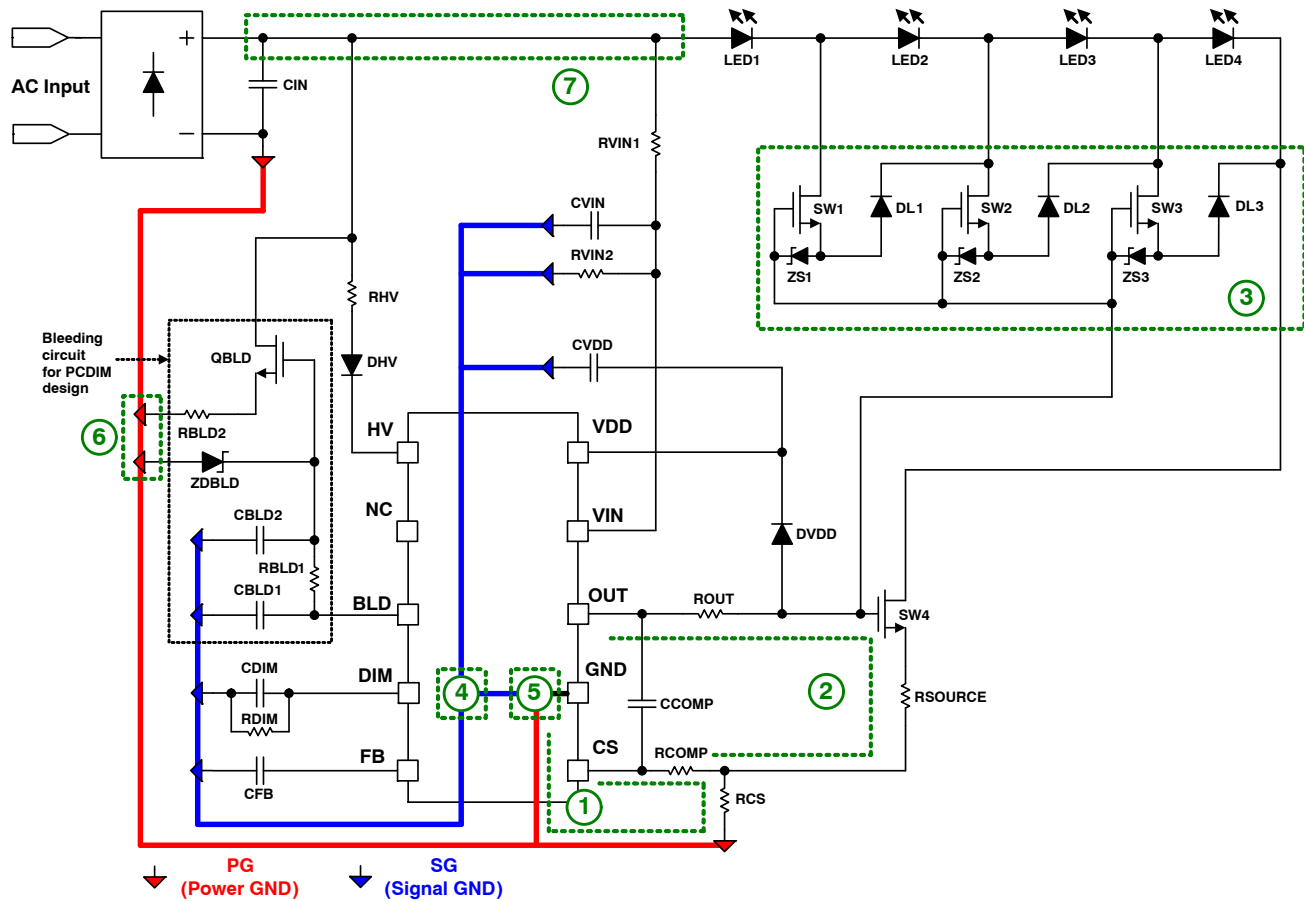 AC Input
+
−
CIN
7
LED1
LED2
LED3
LED4
RVIN1
CVIN
RVIN2
SW1
DL1
SW2
DL2
SW3
DL3
ZS1
ZS2
ZS3
3
RHV
DHV
CVDD
Bleeding
circuit
for PCDIM
design
QBLD
RBLD2
6
ZDBLD
CBLD2
RBLD1
CBLD1
HV
NC
BLD
DIM
FB
VDD
VIN
OUT
GND
CS
DVDD
ROUT
SW4
CDIM
RDIM
CFB
4
5
CCOMP
2
RSOURCE
RCOMP
RCS
1
PG
(Power GND)
SG
(Signal GND)